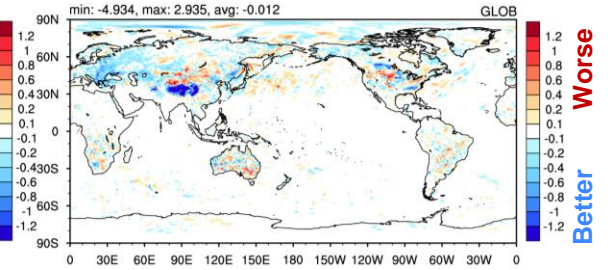 min: -4.934, max: 2.935, avg: -0.012
GLOB
90N
60N
30N
0
30S
60S
90S
0 30E 60E 90E 120E 150E 180 150W 120W 90W 60W 30W 0
1.2
1
0.8
0.6
0.4
0.2
0.1
-0.1
-0.2
-0.4
-0.6
-0.8
-1
-1.2
1.2
1
0.8
0.6
0.4
0.2
0.1
-0.1
-0.2
-0.4
-0.6
-0.8
-1
-1.2
Worse
Better